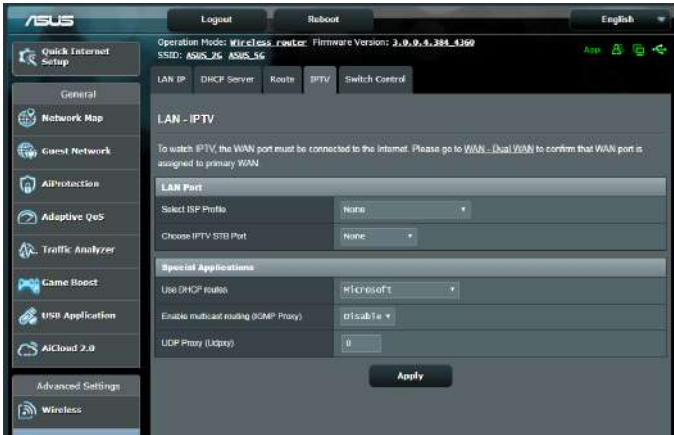 ASUS
Logout
Reboot
English
Operation Mode: Wireless router Firmware Version: 3.0.0.4.384_4360
SSID: ASUS_2G ASUS_5G
App
Quick Internet Setup
LAN IP
DHCP Server
Route
IPTV
Switch Control
General
Network Map
Guest Network
AiProtection
Adaptive QoS
Traffic Analyzer
Game Boost
USB Application
AiCloud 2.0
Advanced Settings
Wireless
LAN - IPTV
To watch IPTV, the WAN port must be connected to the Internet. Please go to WAN - Dual WAN to confirm that WAN port is
assigned to primary WAN.
LAN Port
Select ISP Profile
None
Choose IPTV STB Port
None
Special Applications
Use DHCP routes
Microsoft
Enable multicast routing (IGMP Proxy)
Disable
UDP Proxy (Udpxy)
0
Apply